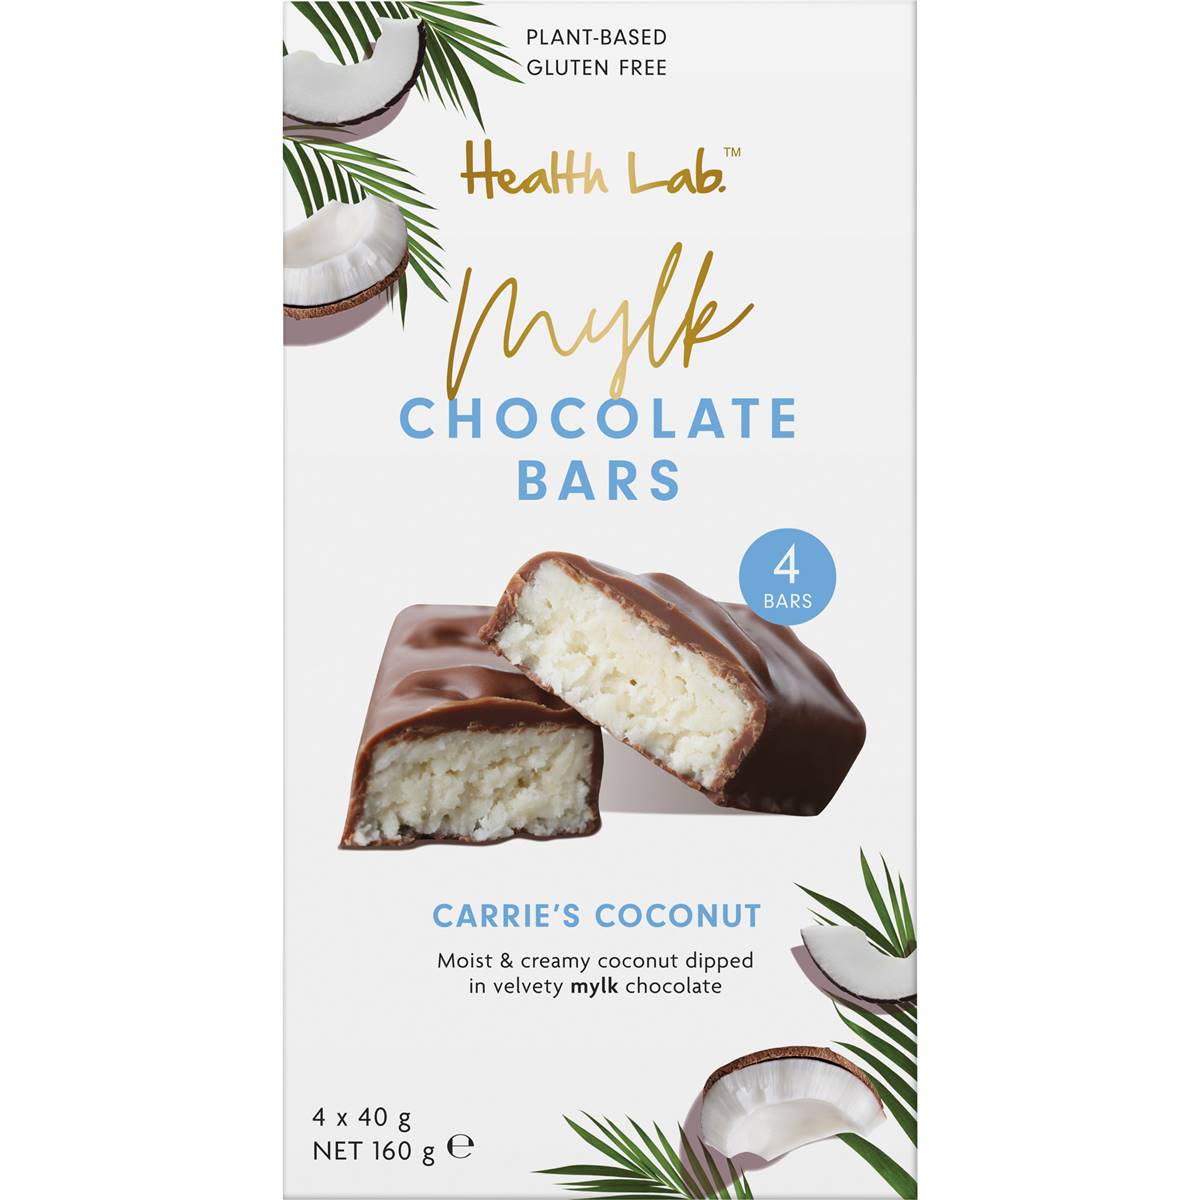 PLANT-BASED
GLUTEN FREE
Health Lab.™
Mylk
CHOCOLATE
BARS
4
BARS
CARRIE'S COCONUT
Moist & creamy coconut dipped
in velvety mylk chocolate
4 x 40 g
NET 160 g ℮